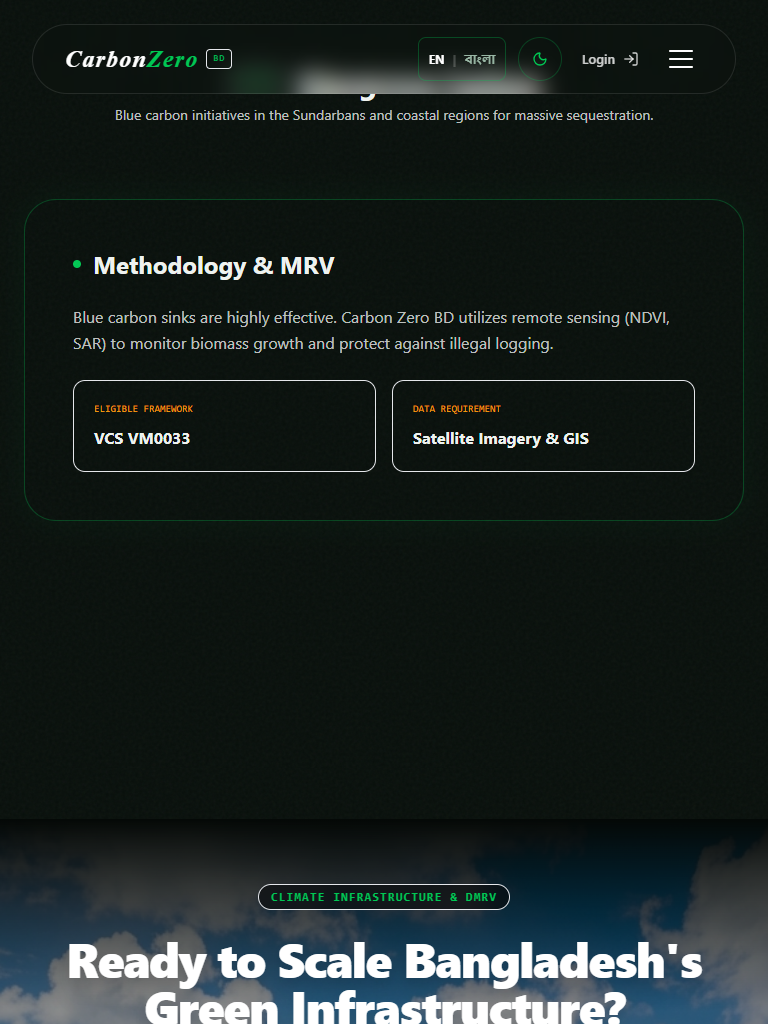 CarbonZero BD
EN | বাংলা
Login
Blue carbon initiatives in the Sundarbans and coastal regions for massive sequestration.
Methodology & MRV
Blue carbon sinks are highly effective. Carbon Zero BD utilizes remote sensing (NDVI,
SAR) to monitor biomass growth and protect against illegal logging.
ELIGIBLE FRAMEWORK
VCS VM0033
DATA REQUIREMENT
Satellite Imagery & GIS
CLIMATE INFRASTRUCTURE & DMRV
Ready to Scale Bangladesh's
Green Infrastructure?